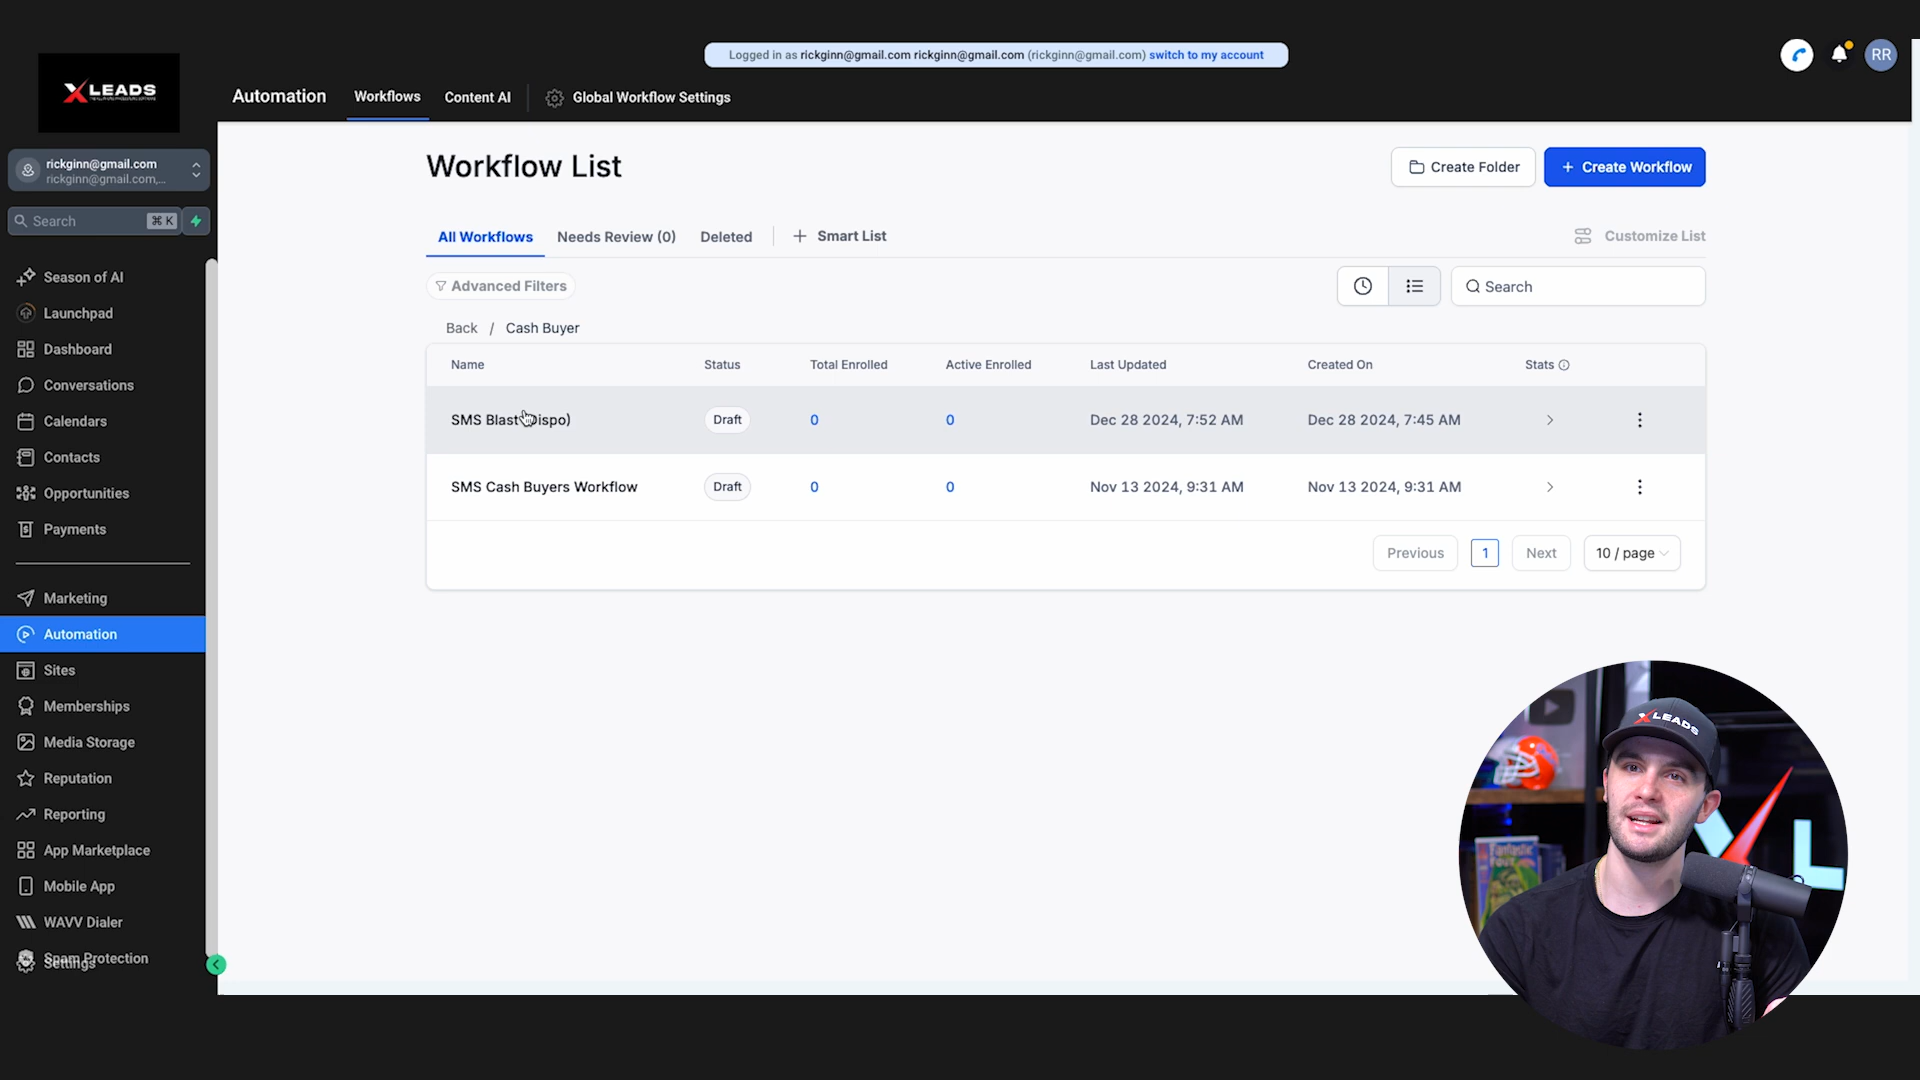 Logged in as rickginn@gmail.com rickginn@gmail.com (rickginn@gmail.com) switch to my account
RR
XLEADS
Automation
Workflows
Content AI
Global Workflow Settings
rickginn@gmail.com
rickginn@gmail.com,...
Search
⌘ K
Season of AI
Launchpad
Dashboard
Conversations
Calendars
Contacts
Opportunities
Payments
Marketing
Automation
Sites
Memberships
Media Storage
Reputation
Reporting
App Marketplace
Mobile App
WAVV Dialer
Spam Protection
Settings
Workflow List
Create Folder
+ Create Workflow
All Workflows
Needs Review (0)
Deleted
+ Smart List
Customize List
Advanced Filters
Search
Back / Cash Buyer
Name Status Total Enrolled Active Enrolled Last Updated Created On Stats
SMS Blast (Dispo) Draft 0 0 Dec 28 2024, 7:52 AM Dec 28 2024, 7:45 AM
SMS Cash Buyers Workflow Draft 0 0 Nov 13 2024, 9:31 AM Nov 13 2024, 9:31 AM
Previous 1 Next 10 / page
XLEADS
Fantastic Four
XL